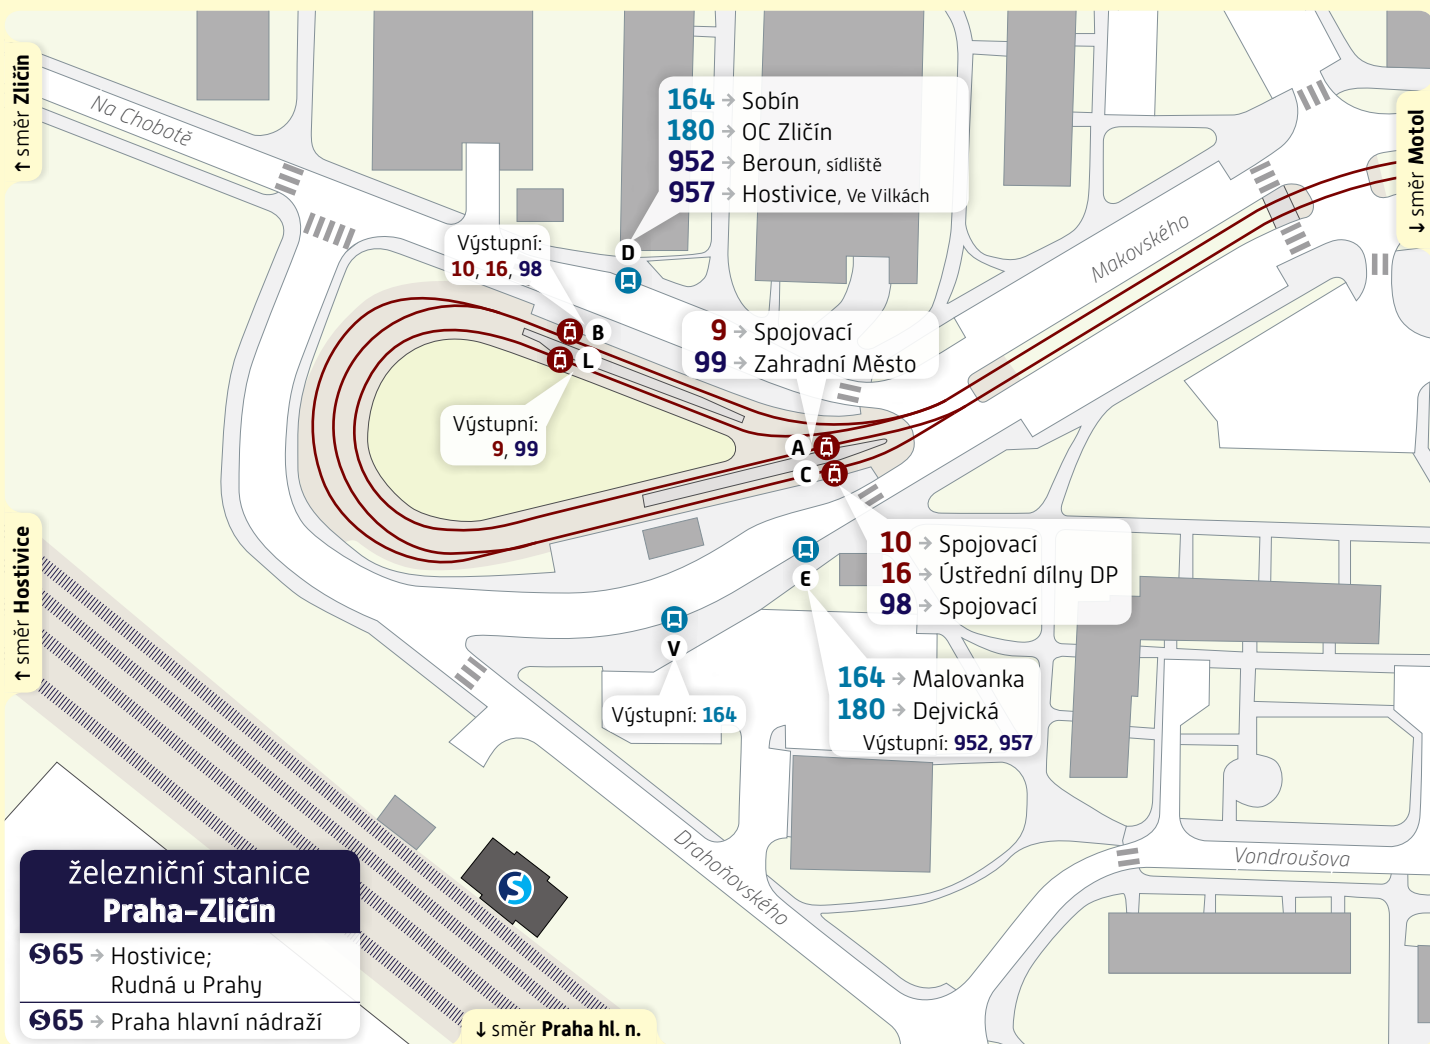 ↑ směr Zličín
Na Chobotě
164 → Sobín
180 → OC Zličín
952 → Beroun, sídliště
957 → Hostivice, Ve Vilkách
↓ směr Motol
D
Výstupní:
10, 16, 98
Makovského
B
L
9 → Spojovací
99 → Zahradní Město
Výstupní:
9, 99
A
C
↑ směr Hostivice
10 → Spojovací
16 → Ústřední dílny DP
98 → Spojovací
E
V
164 → Malovanka
180 → Dejvická
Výstupní: 952, 957
Výstupní: 164
Drahoňovského
Vondroušova
S
železniční stanice
Praha-Zličín
S65 → Hostivice;
Rudná u Prahy
S65 → Praha hlavní nádraží
↓ směr Praha hl. n.